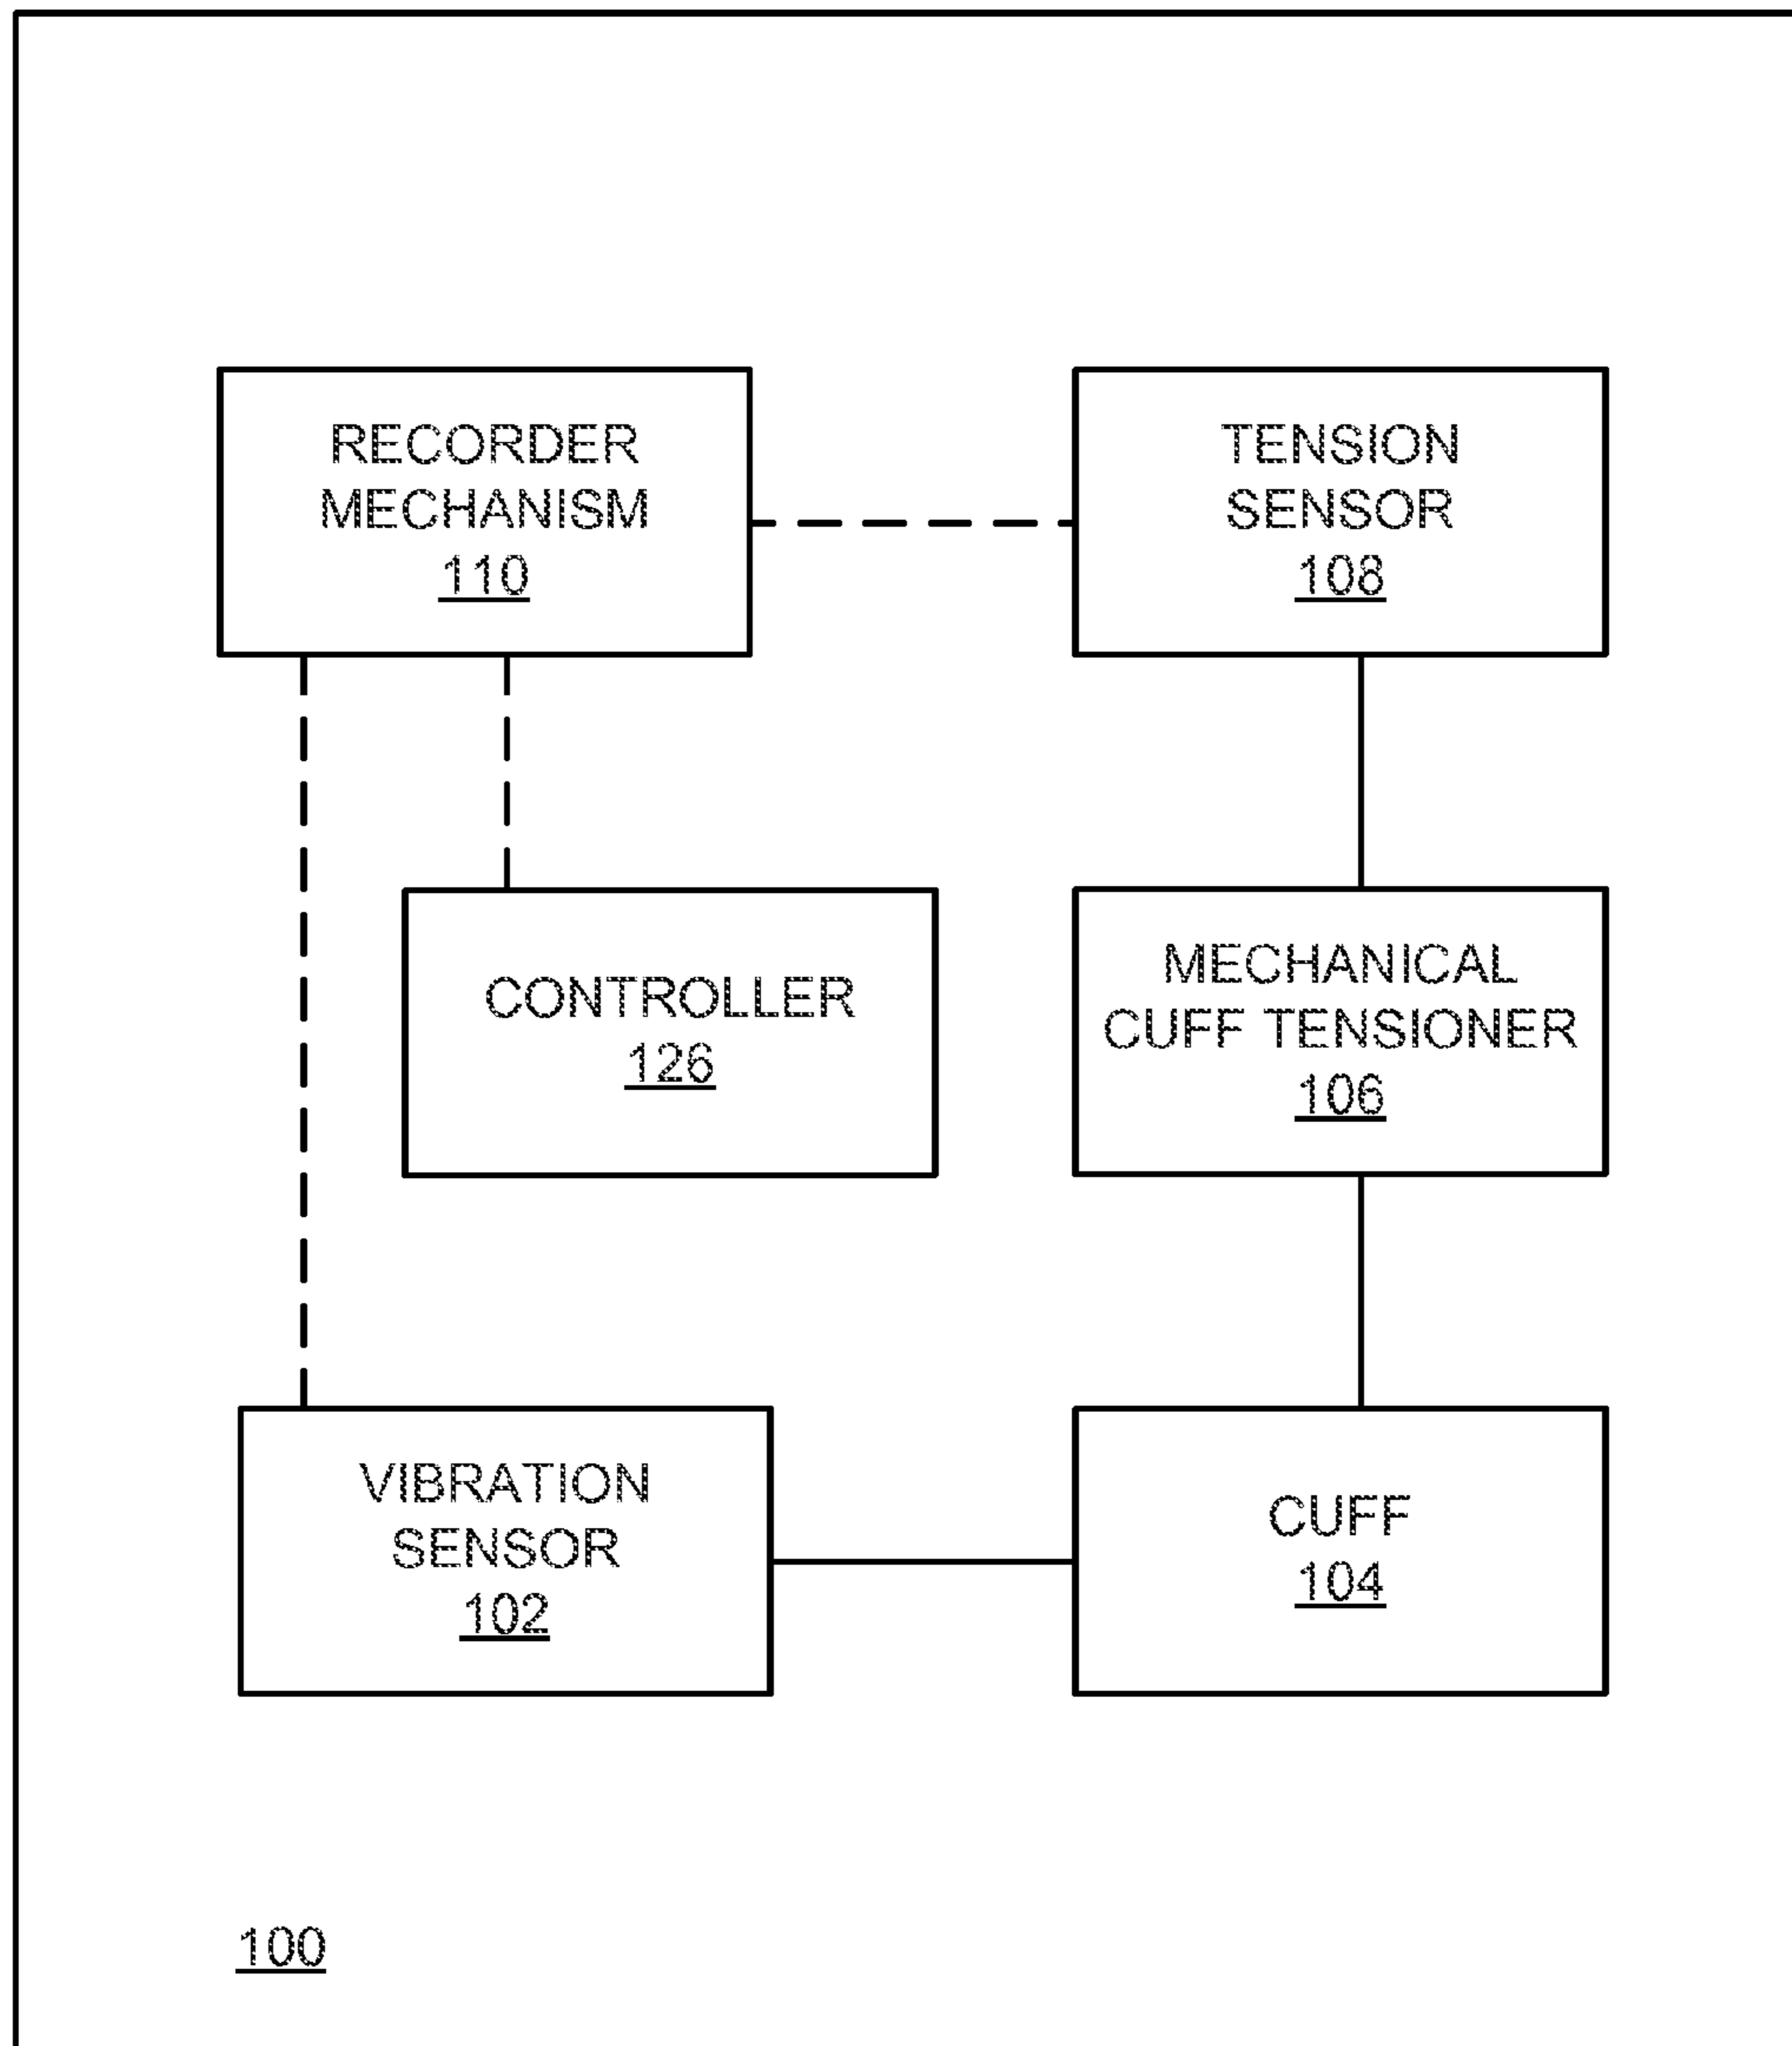 RECORDER
MECHANISM
110
TENSION
SENSOR
108
CONTROLLER
126
MECHANICAL
CUFF TENSIONER
106
VIBRATION
SENSOR
102
CUFF
104
100